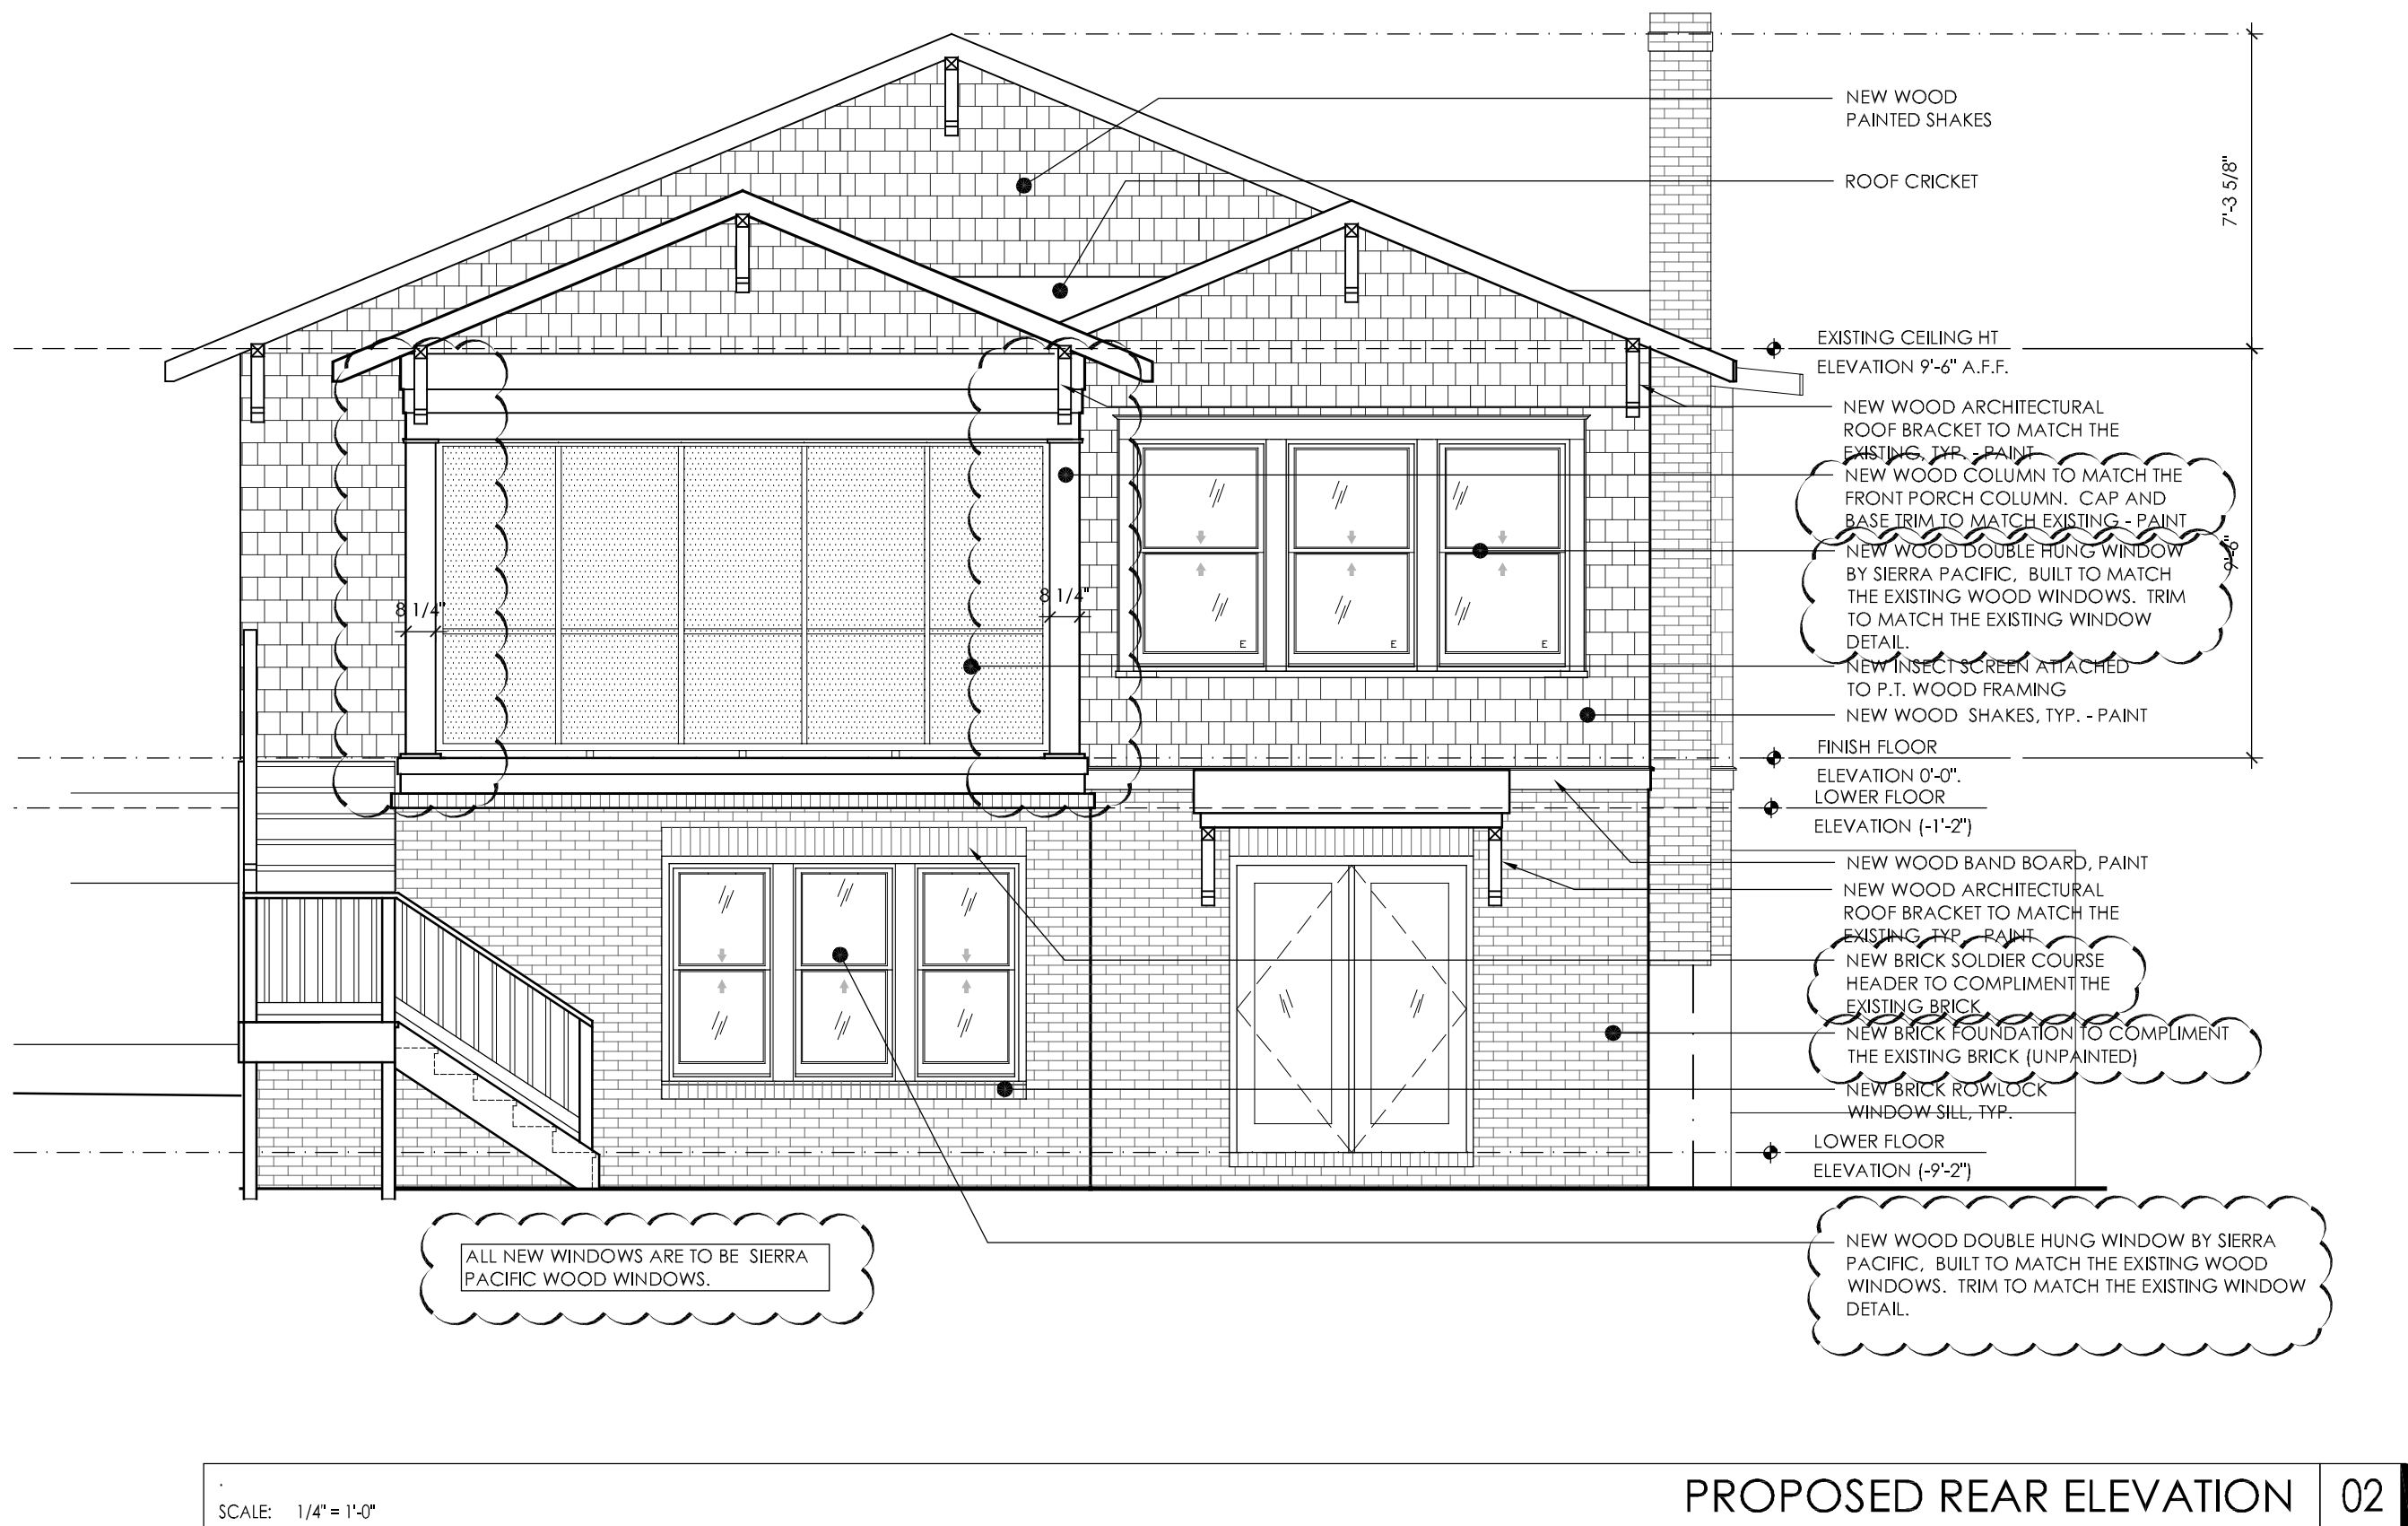 NEW WOOD
PAINTED SHAKES
ROOF CRICKET
7'-3 5/8"
EXISTING CEILING HT
ELEVATION 9'-6" A.F.F.
NEW WOOD ARCHITECTURAL
ROOF BRACKET TO MATCH THE
EXISTING, TYP. - PAINT
NEW WOOD COLUMN TO MATCH THE
FRONT PORCH COLUMN. CAP AND
BASE TRIM TO MATCH EXISTING - PAINT
NEW WOOD DOUBLE HUNG WINDOW
BY SIERRA PACIFIC, BUILT TO MATCH
THE EXISTING WOOD WINDOWS. TRIM
TO MATCH THE EXISTING WINDOW
DETAIL.
9'-6"
8 1/4"
8 1/4"
E
E
E
NEW INSECT SCREEN ATTACHED
TO P.T. WOOD FRAMING
NEW WOOD SHAKES, TYP. - PAINT
FINISH FLOOR
ELEVATION 0'-0".
LOWER FLOOR
ELEVATION (-1'-2")
NEW WOOD BAND BOARD, PAINT
NEW WOOD ARCHITECTURAL
ROOF BRACKET TO MATCH THE
EXISTING, TYP. - PAINT
NEW BRICK SOLDIER COURSE
HEADER TO COMPLIMENT THE
EXISTING BRICK
NEW BRICK FOUNDATION TO COMPLIMENT
THE EXISTING BRICK (UNPAINTED)
NEW BRICK ROWLOCK
WINDOW SILL, TYP.
LOWER FLOOR
ELEVATION (-9'-2")
ALL NEW WINDOWS ARE TO BE SIERRA
PACIFIC WOOD WINDOWS.
NEW WOOD DOUBLE HUNG WINDOW BY SIERRA
PACIFIC, BUILT TO MATCH THE EXISTING WOOD
WINDOWS. TRIM TO MATCH THE EXISTING WINDOW
DETAIL.
SCALE: 1/4" = 1'-0"
PROPOSED REAR ELEVATION
02